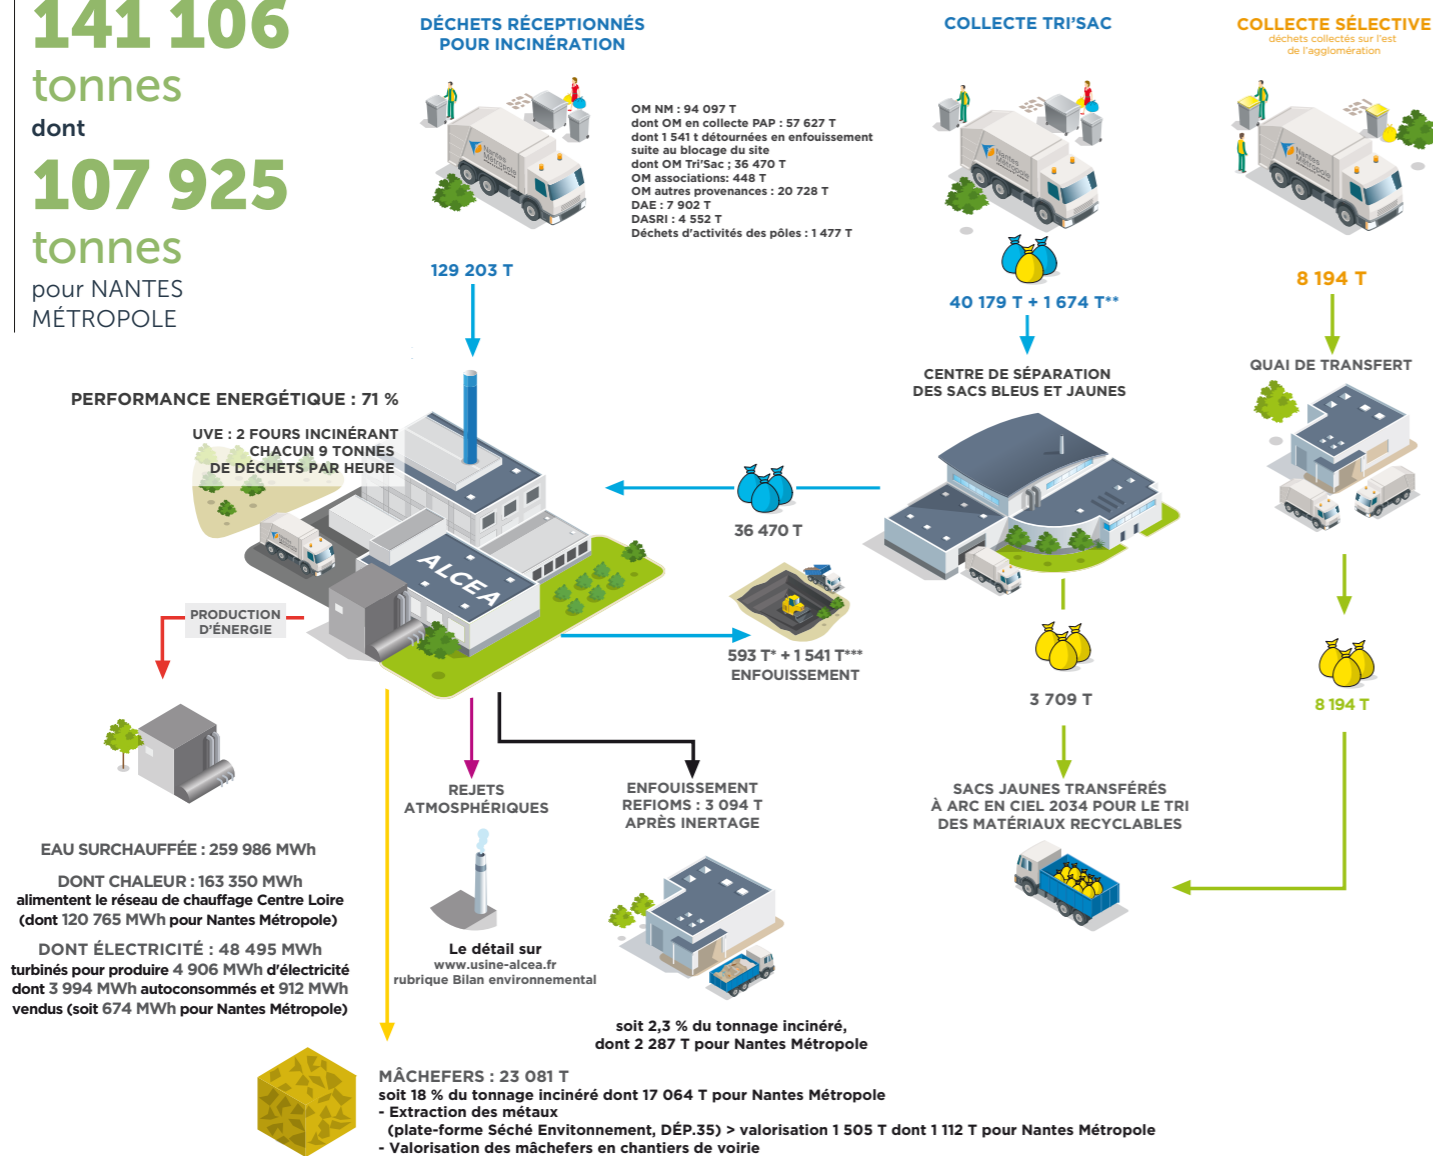 141 106
tonnes
dont
107 925
tonnes
pour NANTES
MÉTROPOLE
DÉCHETS RÉCEPTIONNÉS
POUR INCINÉRATION
Nantes
Métropole
OM NM : 94 097 T
dont OM en collecte PAP : 57 627 T
dont 1 541 t détournées en enfouissement
suite au blocage du site
dont OM Tri'Sac ; 36 470 T
OM associations: 448 T
OM autres provenances : 20 728 T
DAE : 7 902 T
DASRI : 4 552 T
Déchets d'activités des pôles : 1 477 T
129 203 T
COLLECTE TRI'SAC
Nantes
Métropole
40 179 T + 1 674 T**
COLLECTE SÉLECTIVE
déchets collectés sur l'est
de l'agglomération
Nantes
Métropole
8 194 T
PERFORMANCE ENERGÉTIQUE : 71 %
UVE : 2 FOURS INCINÉRANT
CHACUN 9 TONNES
DE DÉCHETS PAR HEURE
ALCEA
CENTRE DE SÉPARATION
DES SACS BLEUS ET JAUNES
QUAI DE TRANSFERT
36 470 T
593 T* + 1 541 T***
ENFOUISSEMENT
3 709 T
8 194 T
PRODUCTION
D'ÉNERGIE
EAU SURCHAUFFÉE : 259 986 MWh
DONT CHALEUR : 163 350 MWh
alimentent le réseau de chauffage Centre Loire
(dont 120 765 MWh pour Nantes Métropole)
DONT ÉLECTRICITÉ : 48 495 MWh
turbinés pour produire 4 906 MWh d'électricité
dont 3 994 MWh autoconsommés et 912 MWh
vendus (soit 674 MWh pour Nantes Métropole)
REJETS
ATMOSPHÉRIQUES
Le détail sur
www.usine-alcea.fr
rubrique Bilan environnemental
ENFOUISSEMENT
REFIOMS : 3 094 T
APRÈS INERTAGE
soit 2,3 % du tonnage incinéré,
dont 2 287 T pour Nantes Métropole
SACS JAUNES TRANSFÉRÉS
À ARC EN CIEL 2034 POUR LE TRI
DES MATÉRIAUX RECYCLABLES
MÂCHEFERS : 23 081 T
soit 18 % du tonnage incinéré dont 17 064 T pour Nantes Métropole
- Extraction des métaux
(plate-forme Séché Envitonnement, DÉP.35) > valorisation 1 505 T dont 1 112 T pour Nantes Métropole
- Valorisation des mâchefers en chantiers de voirie